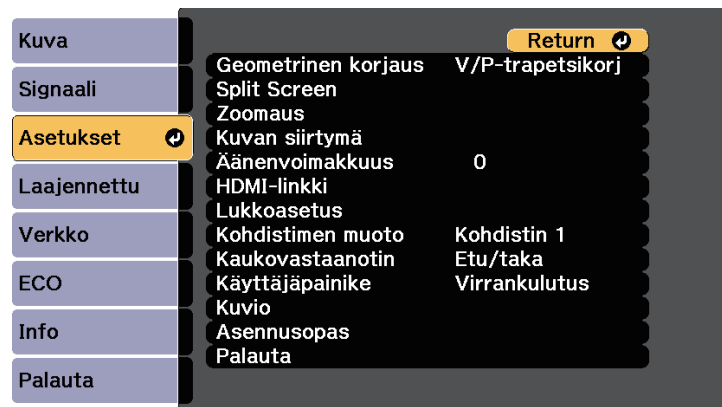 Kuva
Signaali
Asetukset
Laajennettu
Verkko
ECO
Info
Palauta
Return
Geometrinen korjaus V/P-trapetsikorj
Split Screen
Zoomaus
Kuvan siirtymä
Äänenvoimakkuus 0
HDMI-linkki
Lukkoasetus
Kohdistimen muoto Kohdistin 1
Kaukovastaanotin Etu/taka
Käyttäjäpainike Virrankulutus
Kuvio
Asennusopas
Palauta